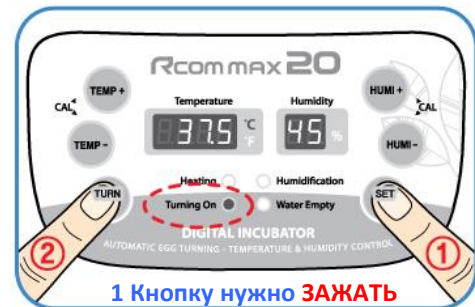 Rcom max 20
TEMP + Temperature Humidity HUMI +
CAL 37.5 °C °F 45 % CAL
TEMP - HUMI -
Heating Humidification
TURN Turning On Water Empty SET
2 DIGITAL INCUBATOR 1
AUTOMATIC EGG TURNING - TEMPERATURE & HUMIDITY CONTROL
1 Кнопку нужно ЗАЖАТЬ